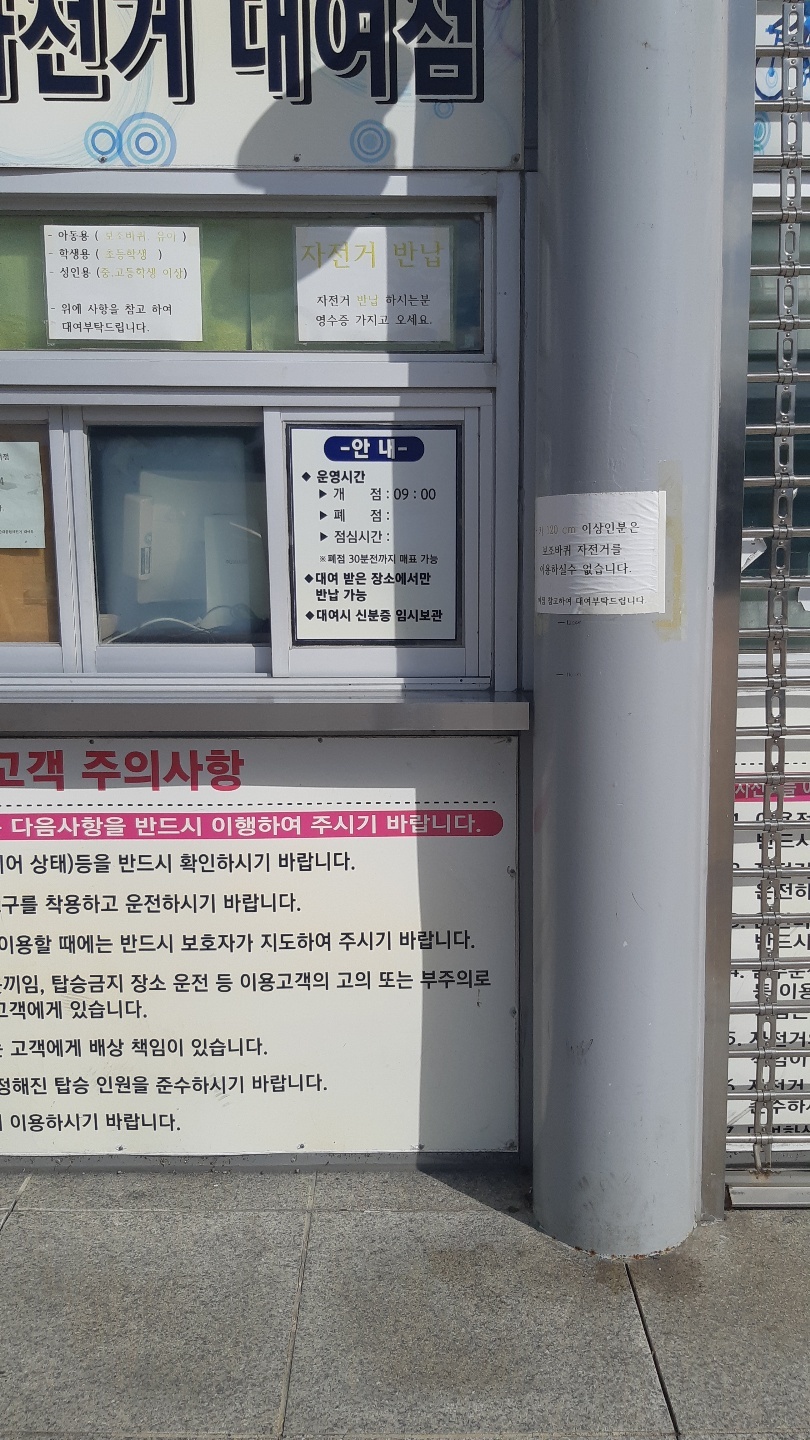 자전거 대여점
- 아동용 ( 보조바퀴 유아 )
- 학생용 ( 초등학생 )
- 성인용 (중,고등학생 이상)
- 위에 사항을 참고 하여
대여부탁드립니다.
자전거 반납
자전거 반납 하시는분
영수증 가지고 오세요.
-안 내-
◆ 운영시간
▶ 개 점 : 09 : 00
▶ 폐 점 :
▶ 점심시간 :
※ 폐점 30분전까지 매표 가능
◆대여 받은 장소에서만
반납 가능
◆대여시 신분증 임시보관
120 cm 이상인분은
보조바퀴 자전거를
이용하실수 없습니다.
참고하여 대여부탁드립니다
고객 주의사항
다음사항을 반드시 이행하여 주시기 바랍니다.
상태)등을 반드시 확인하시기 바랍니다.
착용하고 운전하시기 바랍니다.
이용할 때에는 반드시 보호자가 지도하여 주시기 바랍니다.
탑승금지 장소 운전 등 이용고객의 고의 또는 부주의로
고객에게 있습니다.
고객에게 배상 책임이 있습니다.
정해진 탑승 인원을 준수하시기 바랍니다.
이용하시기 바랍니다.